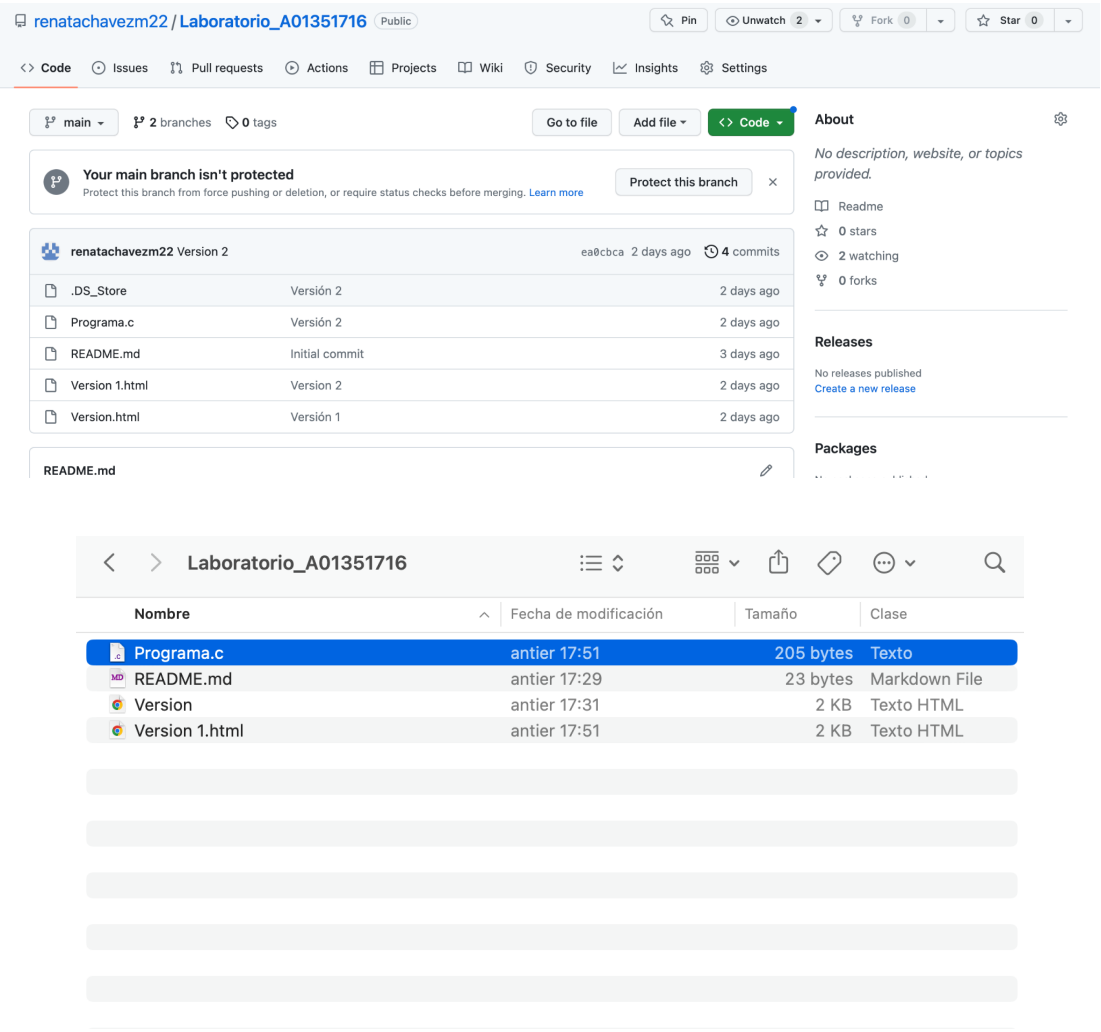 renatachavezm22 / Laboratorio_A01351716 Public Pin Unwatch 2 Fork 0 Star 0
Code Issues Pull requests Actions Projects Wiki Security Insights Settings
main 2 branches 0 tags Go to file Add file Code
Your main branch isn't protected
Protect this branch from force pushing or deletion, or require status checks before merging. Learn more
Protect this branch
renatachavezm22 Version 2 ea0cbca 2 days ago 4 commits
.DS_Store Versión 2 2 days ago
Programa.c Versión 2 2 days ago
README.md Initial commit 3 days ago
Version 1.html Version 2 2 days ago
Version.html Versión 1 2 days ago
README.md
About
No description, website, or topics
provided.
Readme
0 stars
2 watching
0 forks
Releases
No releases published
Create a new release
Packages
Laboratorio_A01351716
Nombre Fecha de modificación Tamaño Clase
Programa.c antier 17:51 205 bytes Texto
README.md antier 17:29 23 bytes Markdown File
Version antier 17:31 2 KB Texto HTML
Version 1.html antier 17:51 2 KB Texto HTML